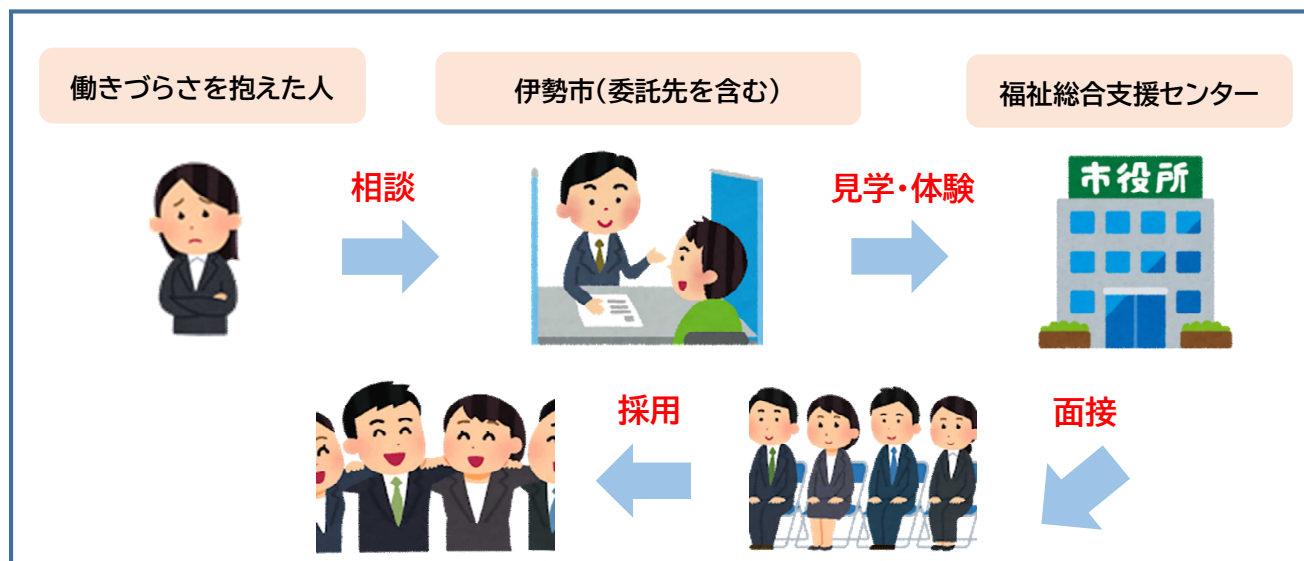 働きづらさを抱えた人
伊勢市(委託先を含む)
福祉総合支援センター
相談
見学・体験
市役所
採用
面接